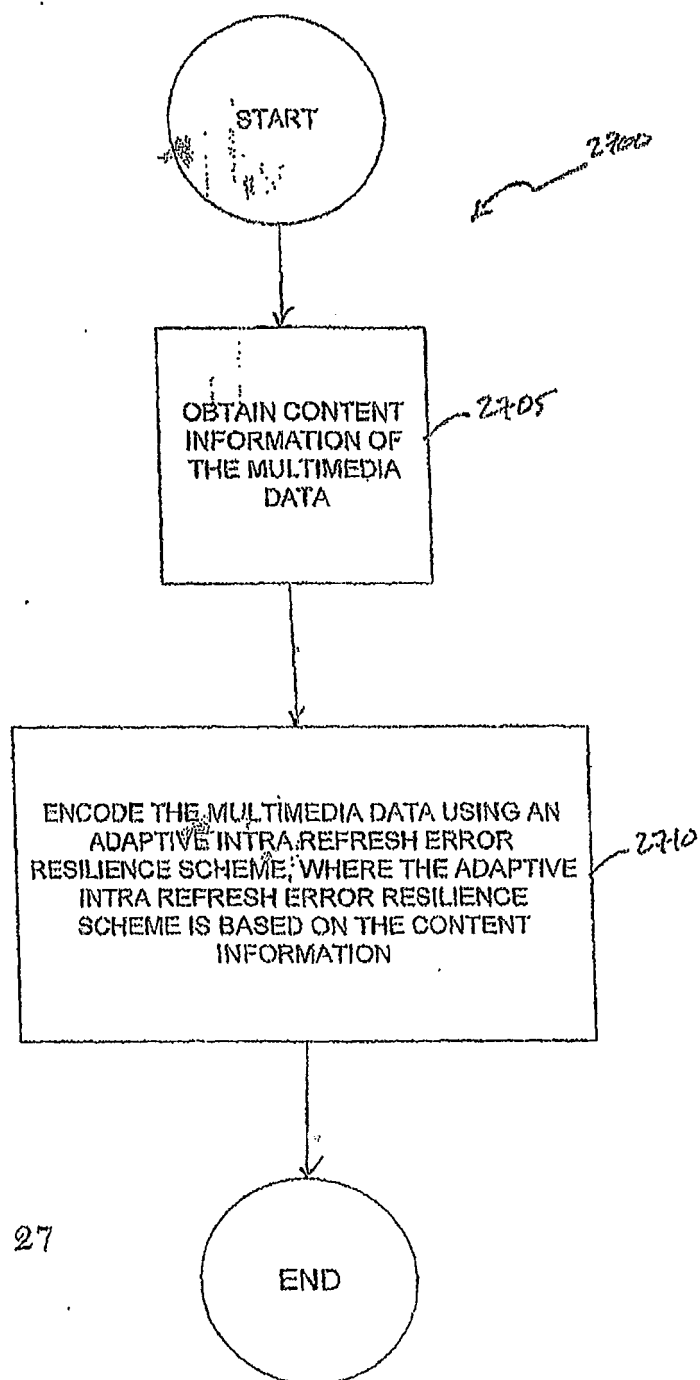 START
2700
OBTAIN CONTENT
INFORMATION OF
THE MULTIMEDIA
DATA
2705
ENCODE THE MULTIMEDIA DATA USING AN
ADAPTIVE INTRA REFRESH ERROR
RESILIENCE SCHEME, WHERE THE ADAPTIVE
INTRA REFRESH ERROR RESILIENCE
SCHEME IS BASED ON THE CONTENT
INFORMATION
2710
27
END